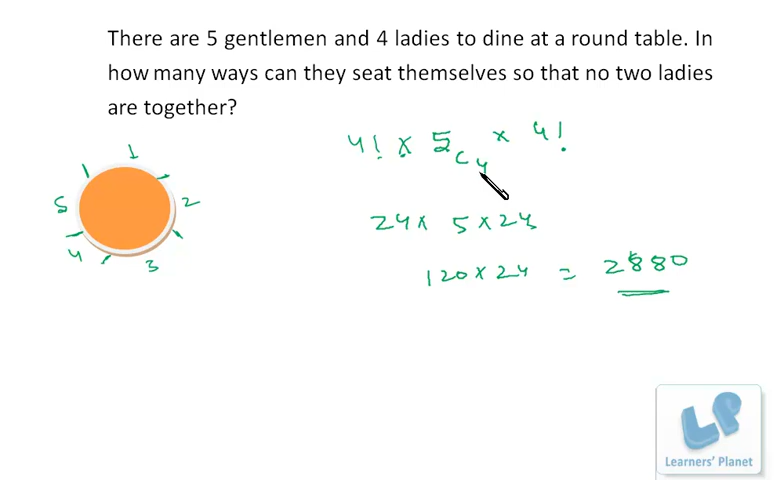 There are 5 gentlemen and 4 ladies to dine at a round table. In
how many ways can they seat themselves so that no two ladies
are together?
4! × 5C4 × 4!
1
5 2
4 3
24 × 5 × 24
120 × 24 = 2880
LP
Learners' Planet